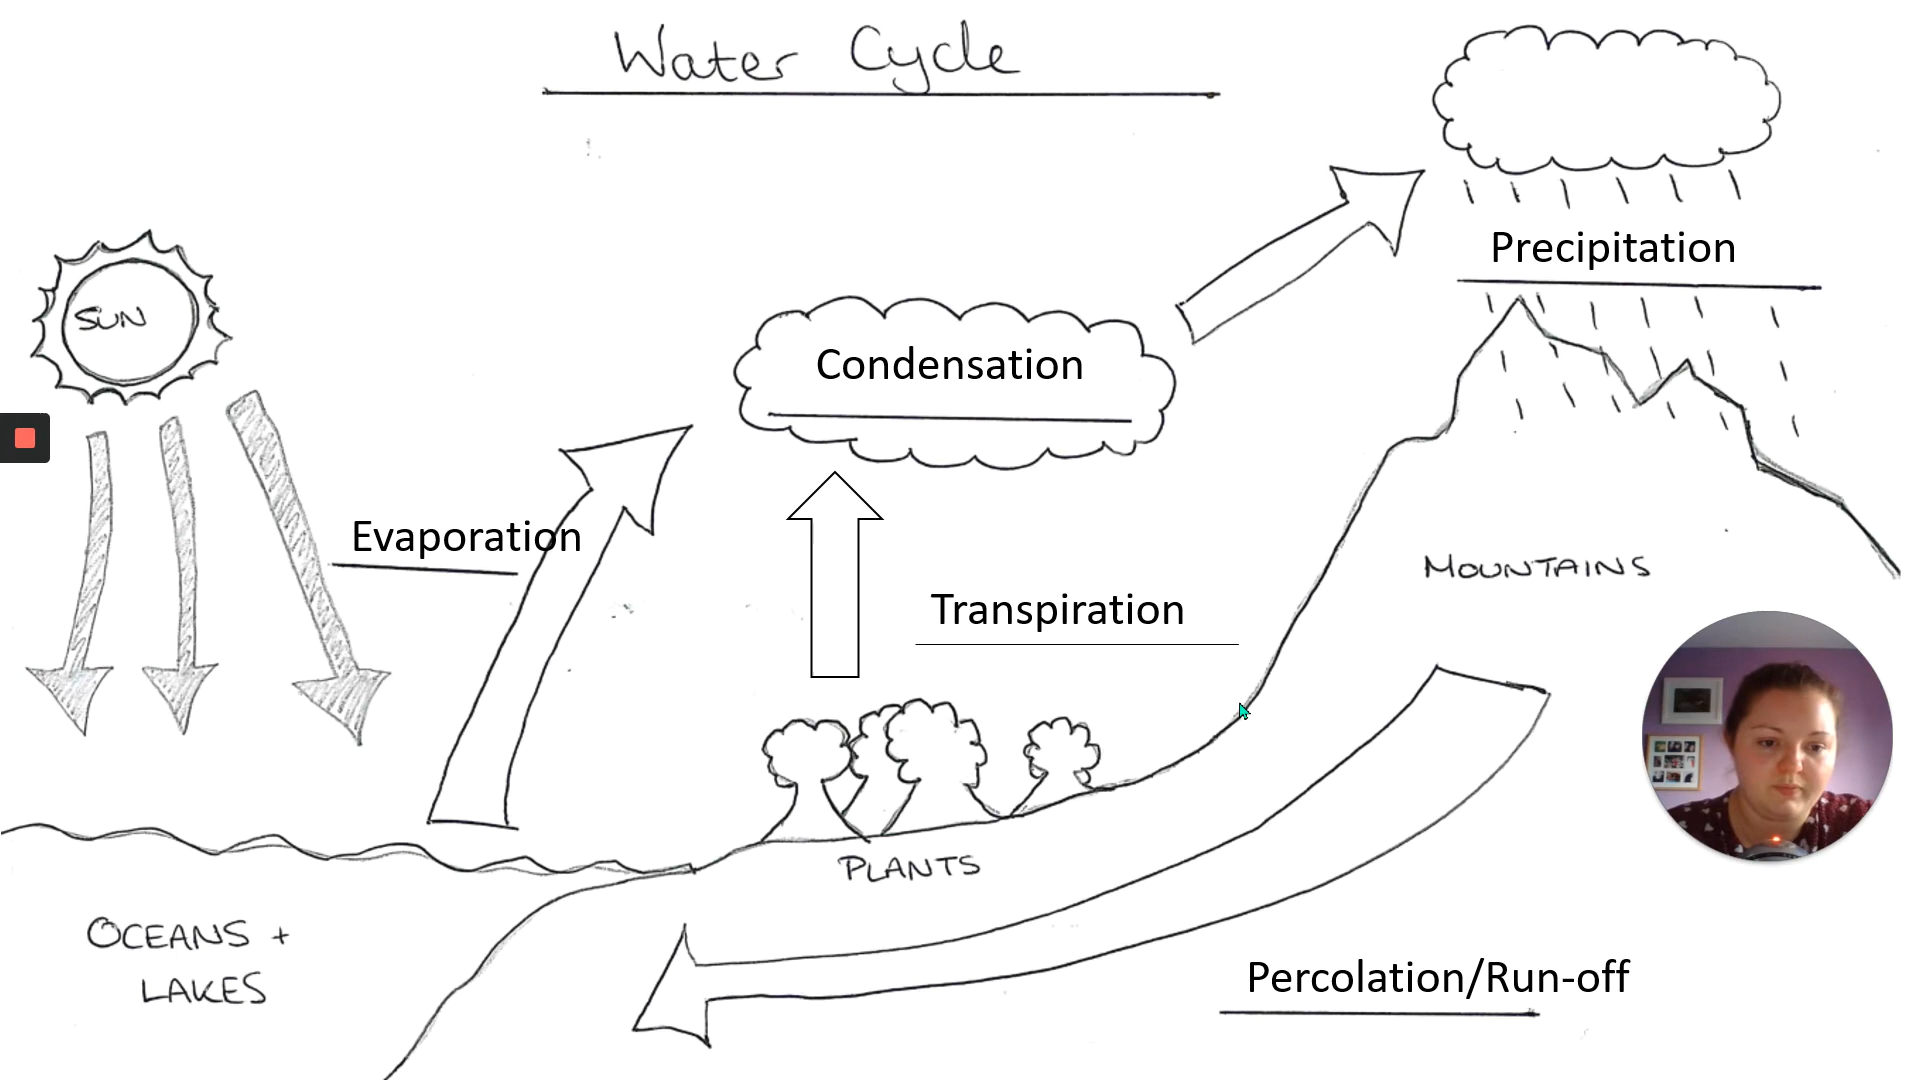 Water Cycle
SUN
Precipitation
Condensation
Evaporation
Transpiration
MOUNTAINS
PLANTS
OCEANS +
LAKES
Percolation/Run-off